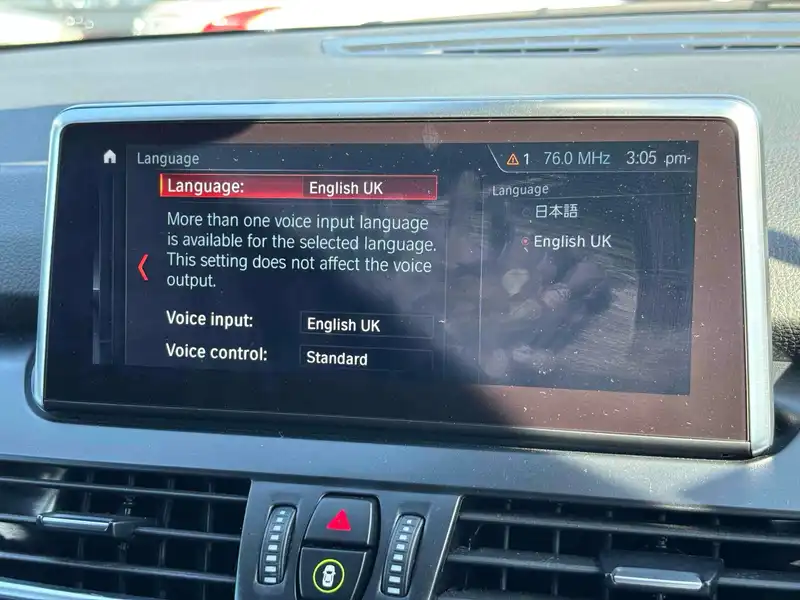 Language
1 76.0 MHz 3:05 pm
Language: English UK
More than one voice input language
is available for the selected language.
This setting does not affect the voice
output.
Voice input: English UK
Voice control: Standard
Language
日本語
English UK